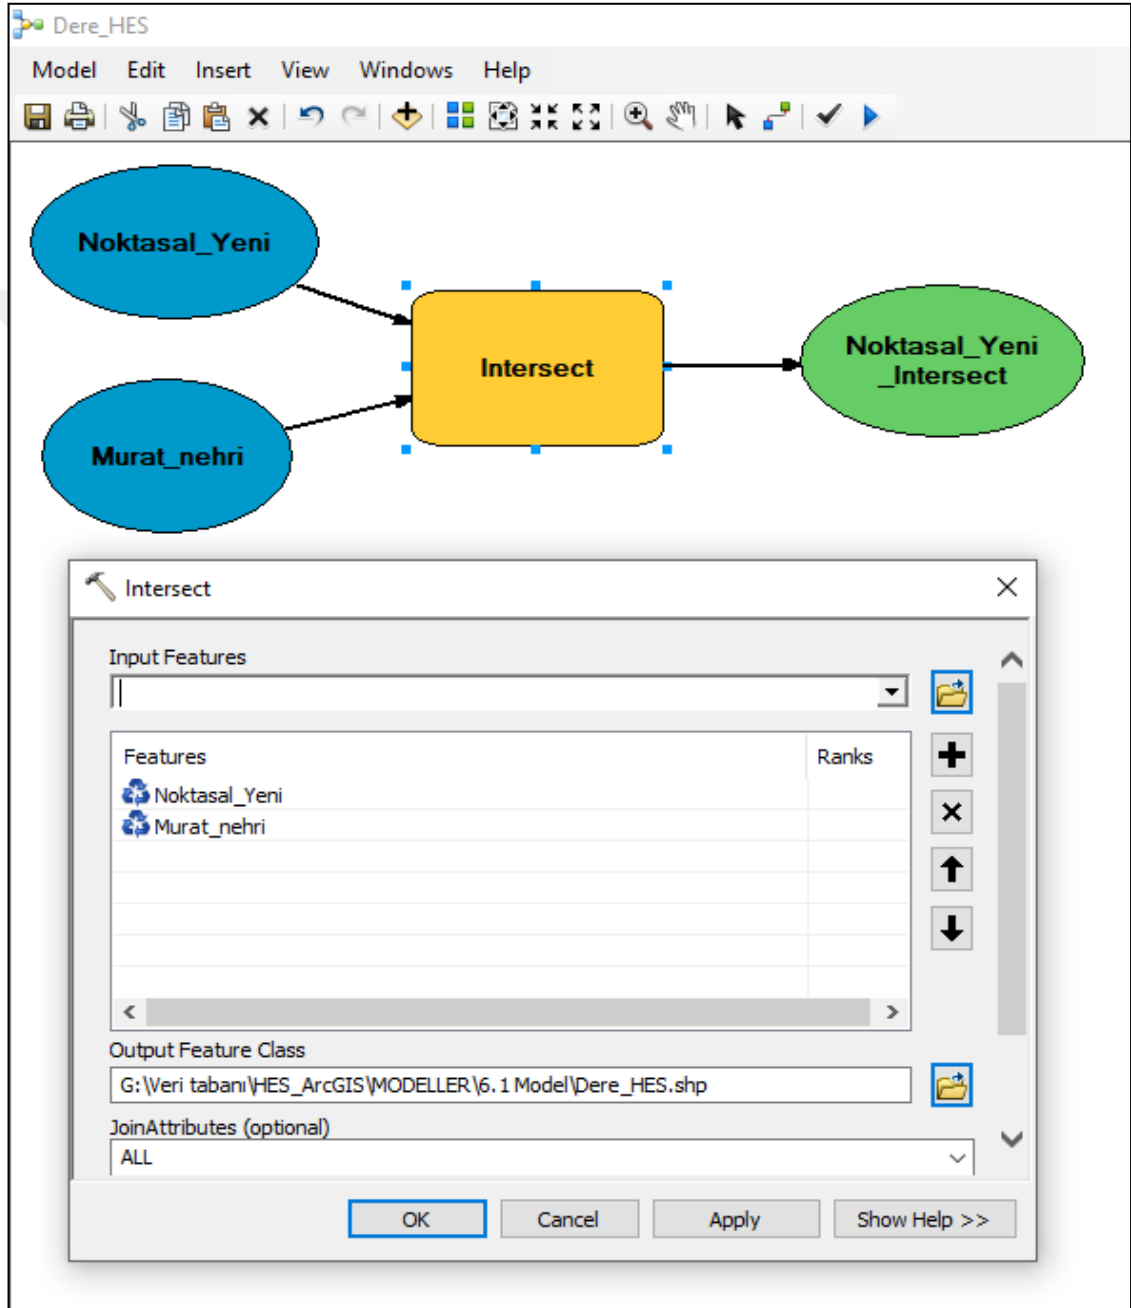 Dere_HES
Model Edit Insert View Windows Help
Noktasal_Yeni
Intersect
Noktasal_Yeni
_Intersect
Murat_nehri
Intersect
Input Features
Features Ranks
Noktasal_Yeni
Murat_nehri
Output Feature Class
G:\Veri tabanı\HES_ArcGIS\MODELLER\6.1 Model\Dere_HES.shp
JoinAttributes (optional)
ALL
OK Cancel Apply Show Help >>